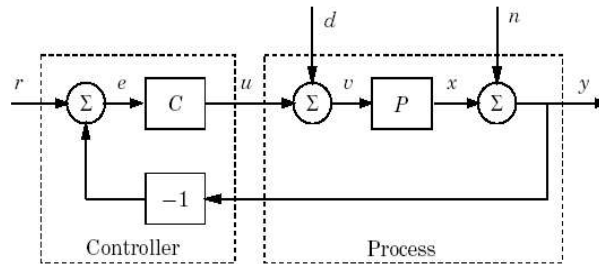 d
n
r
Σ
e
C
u
Σ
v
P
x
Σ
y
−1
Controller
Process